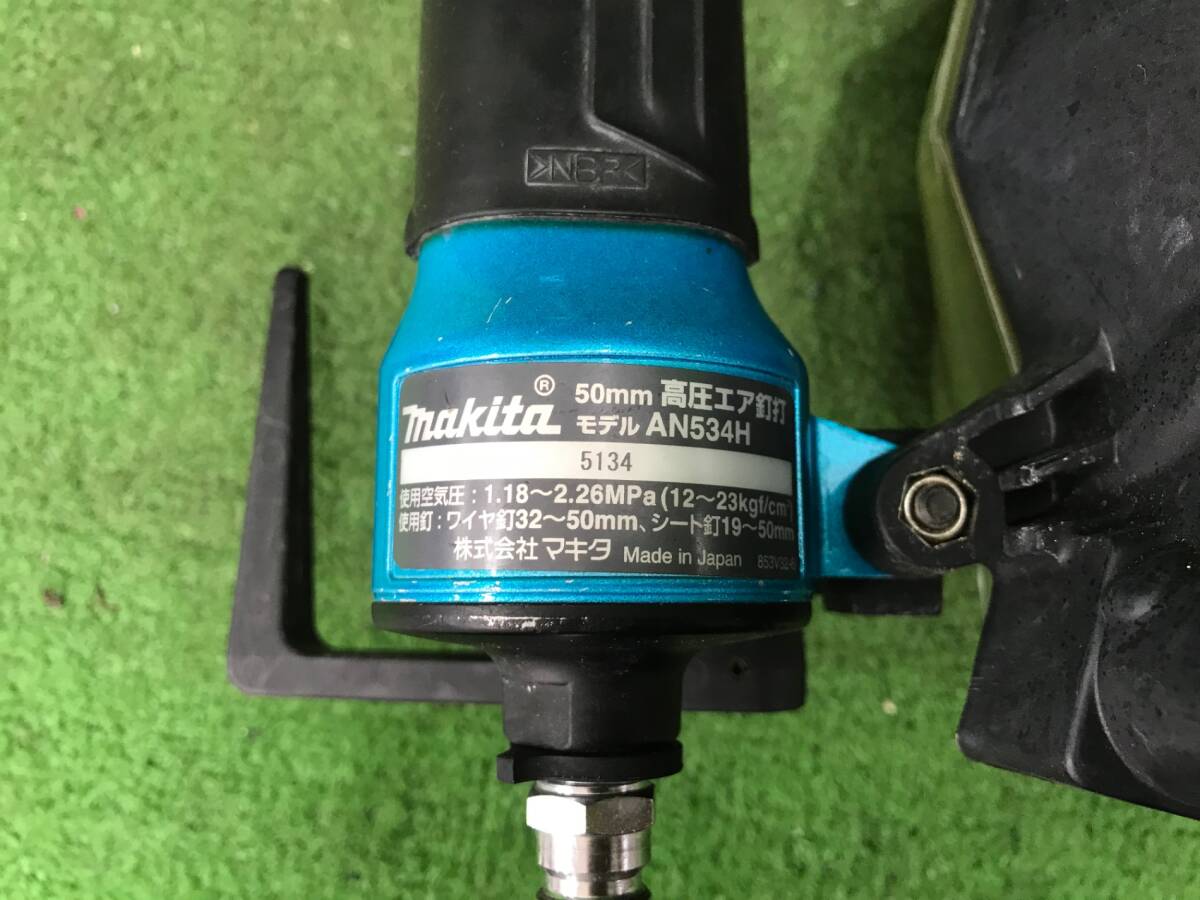 >NBR<
makita®
50mm 高圧エア釘打
モデル AN534H
5134
使用空気圧：1.18〜2.26MPa(12〜23kgf/cm²)
使用釘：ワイヤ釘32〜50mm、シート釘19〜50mm
株式会社マキタ Made in Japan